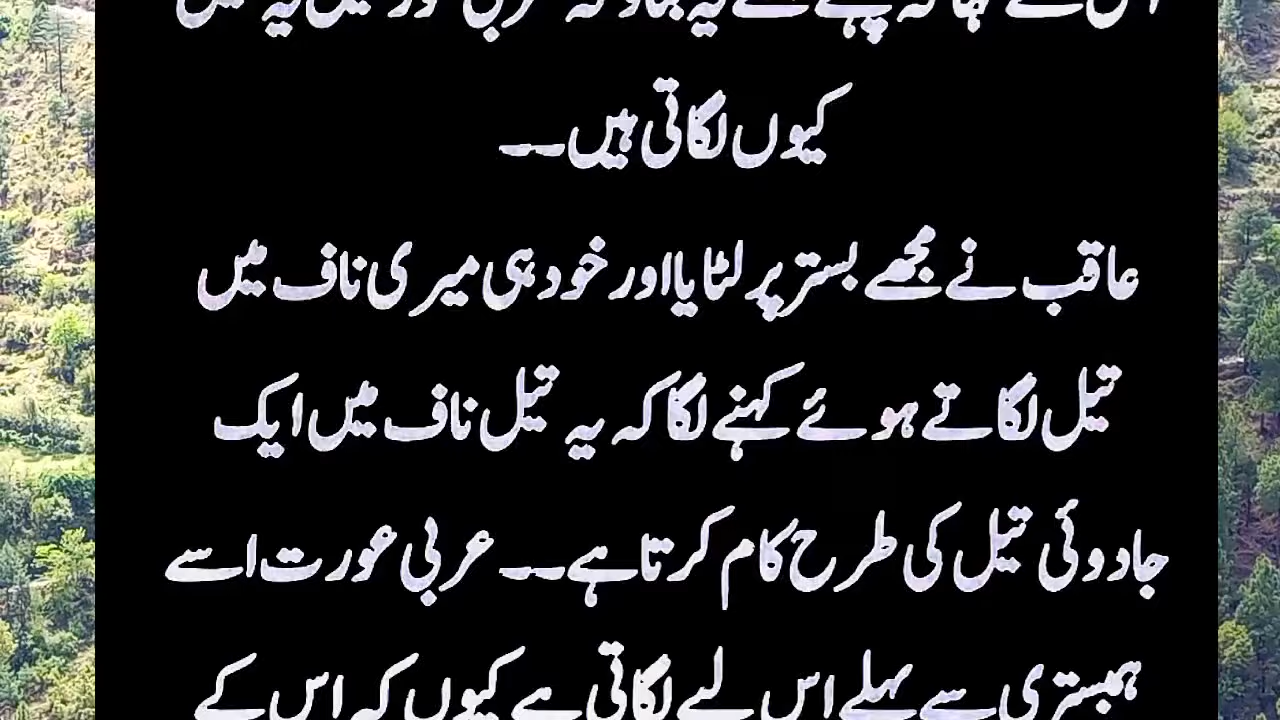 کیوں لگاتی ہیں--
عاقب نے مجھے بستر پر لٹایا اور خود ہی میری ناف میں
تیل لگاتے ہوئے کہنے لگا کہ یہ تیل ناف میں ایک
جادوئی تیل کی طرح کام کرتا ہے-- عربی عورت اسے
ہمبستری سے پہلے اس لیے لگاتی ہے کیوں کہ اس کے